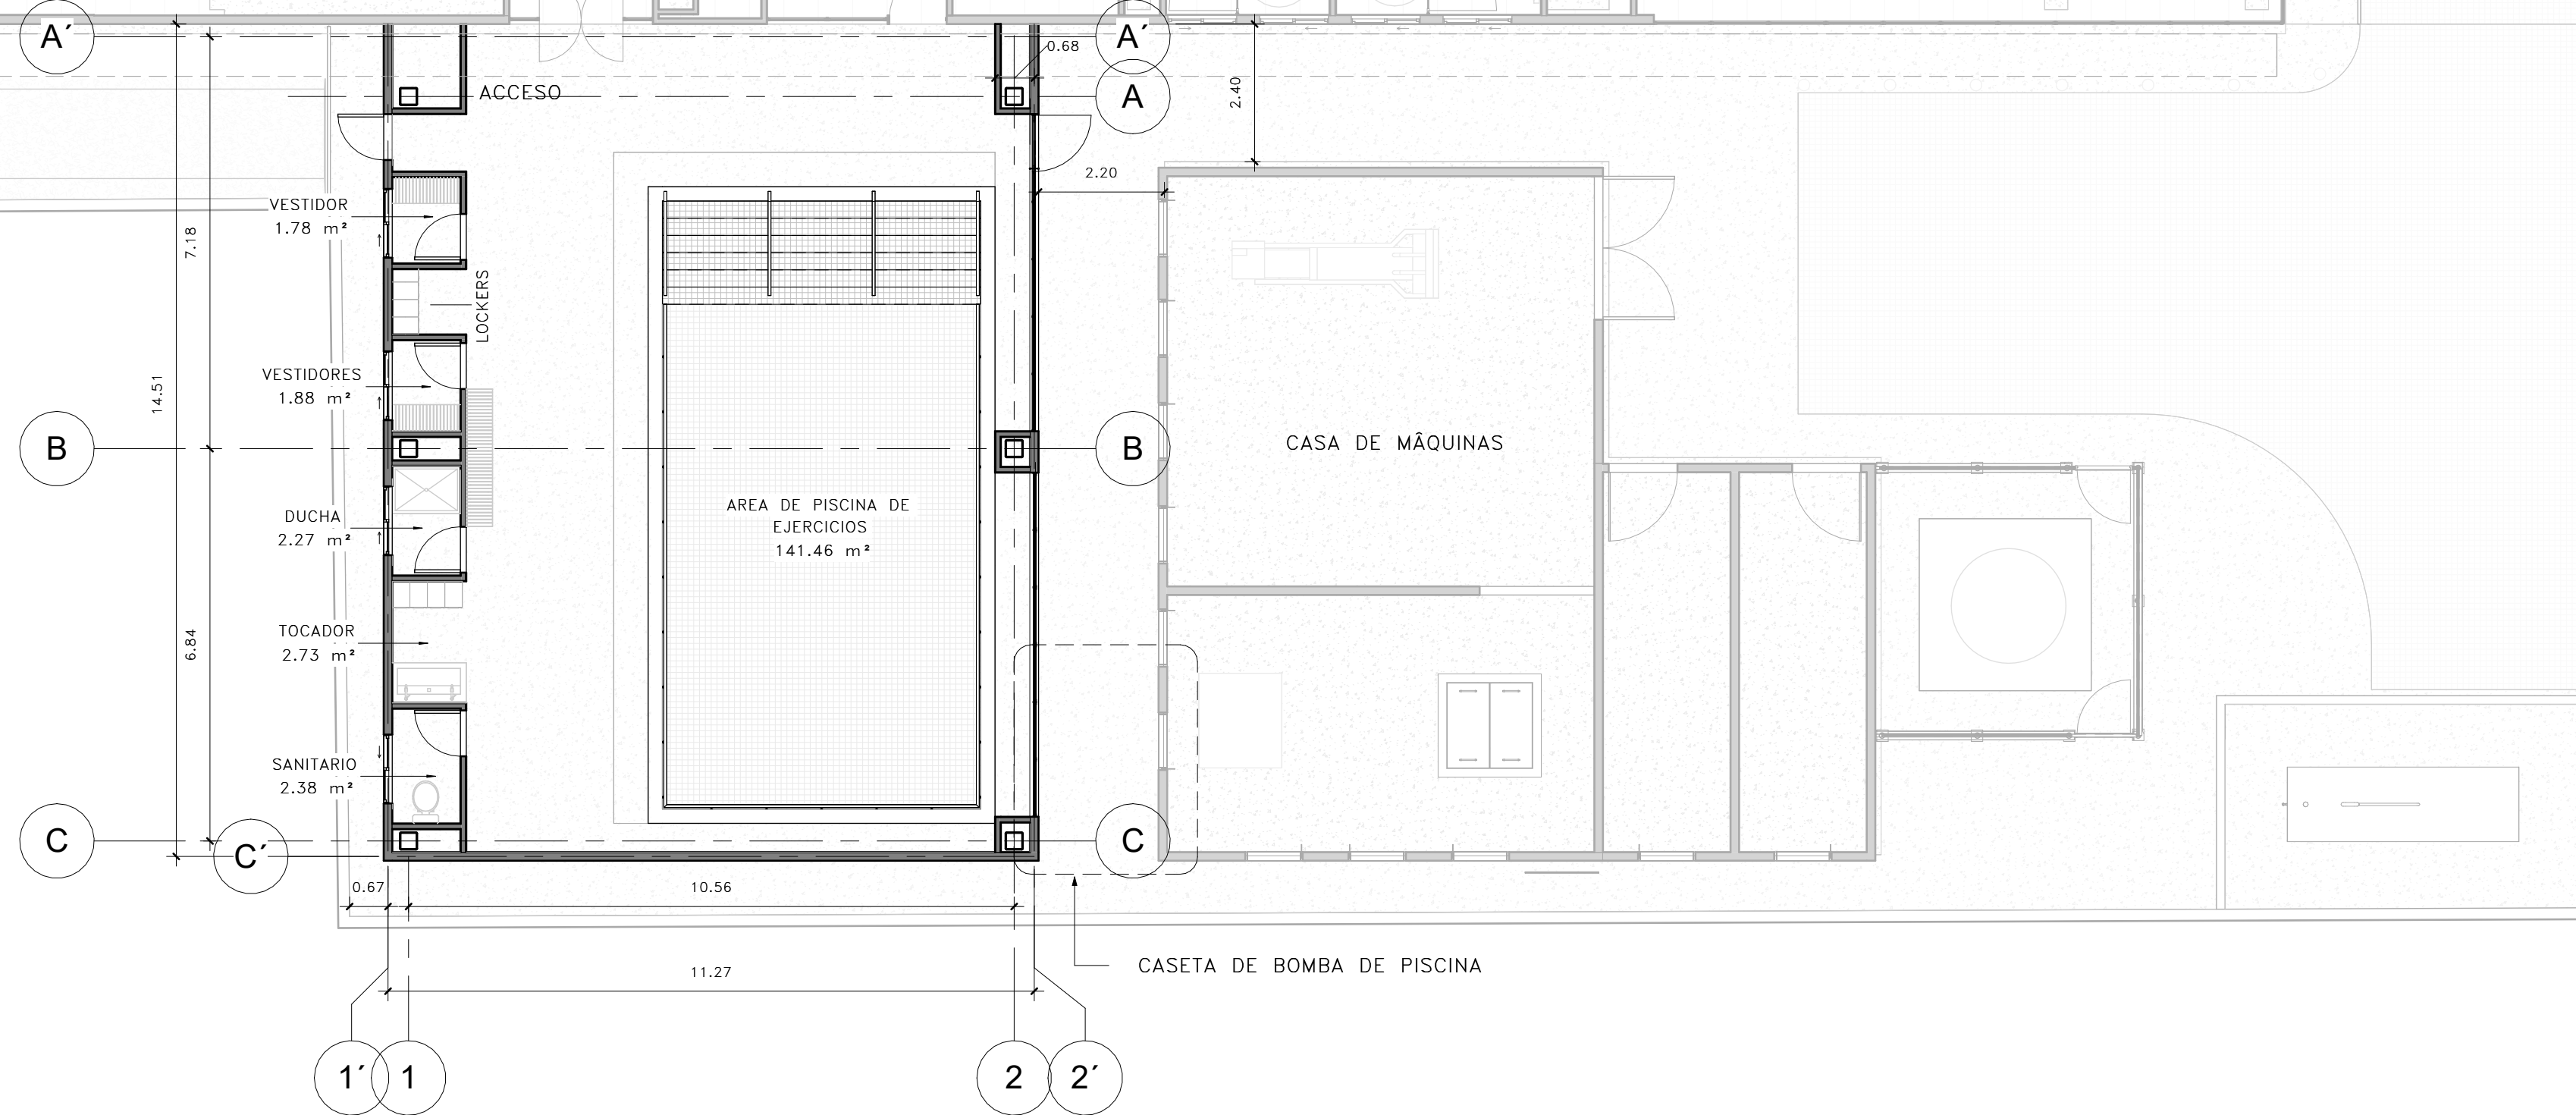 A´
A´
0.68
ACCESO
A
2.40
2.20
VESTIDOR
1.78 m²
7.18
LOCKERS
14.51
VESTIDORES
1.88 m²
B
B
CASA DE MÂQUINAS
AREA DE PISCINA DE
EJERCICIOS
141.46 m²
DUCHA
2.27 m²
TOCADOR
2.73 m²
6.84
SANITARIO
2.38 m²
C
C´
C
0.67
10.56
11.27
CASETA DE BOMBA DE PISCINA
1´
1
2
2´